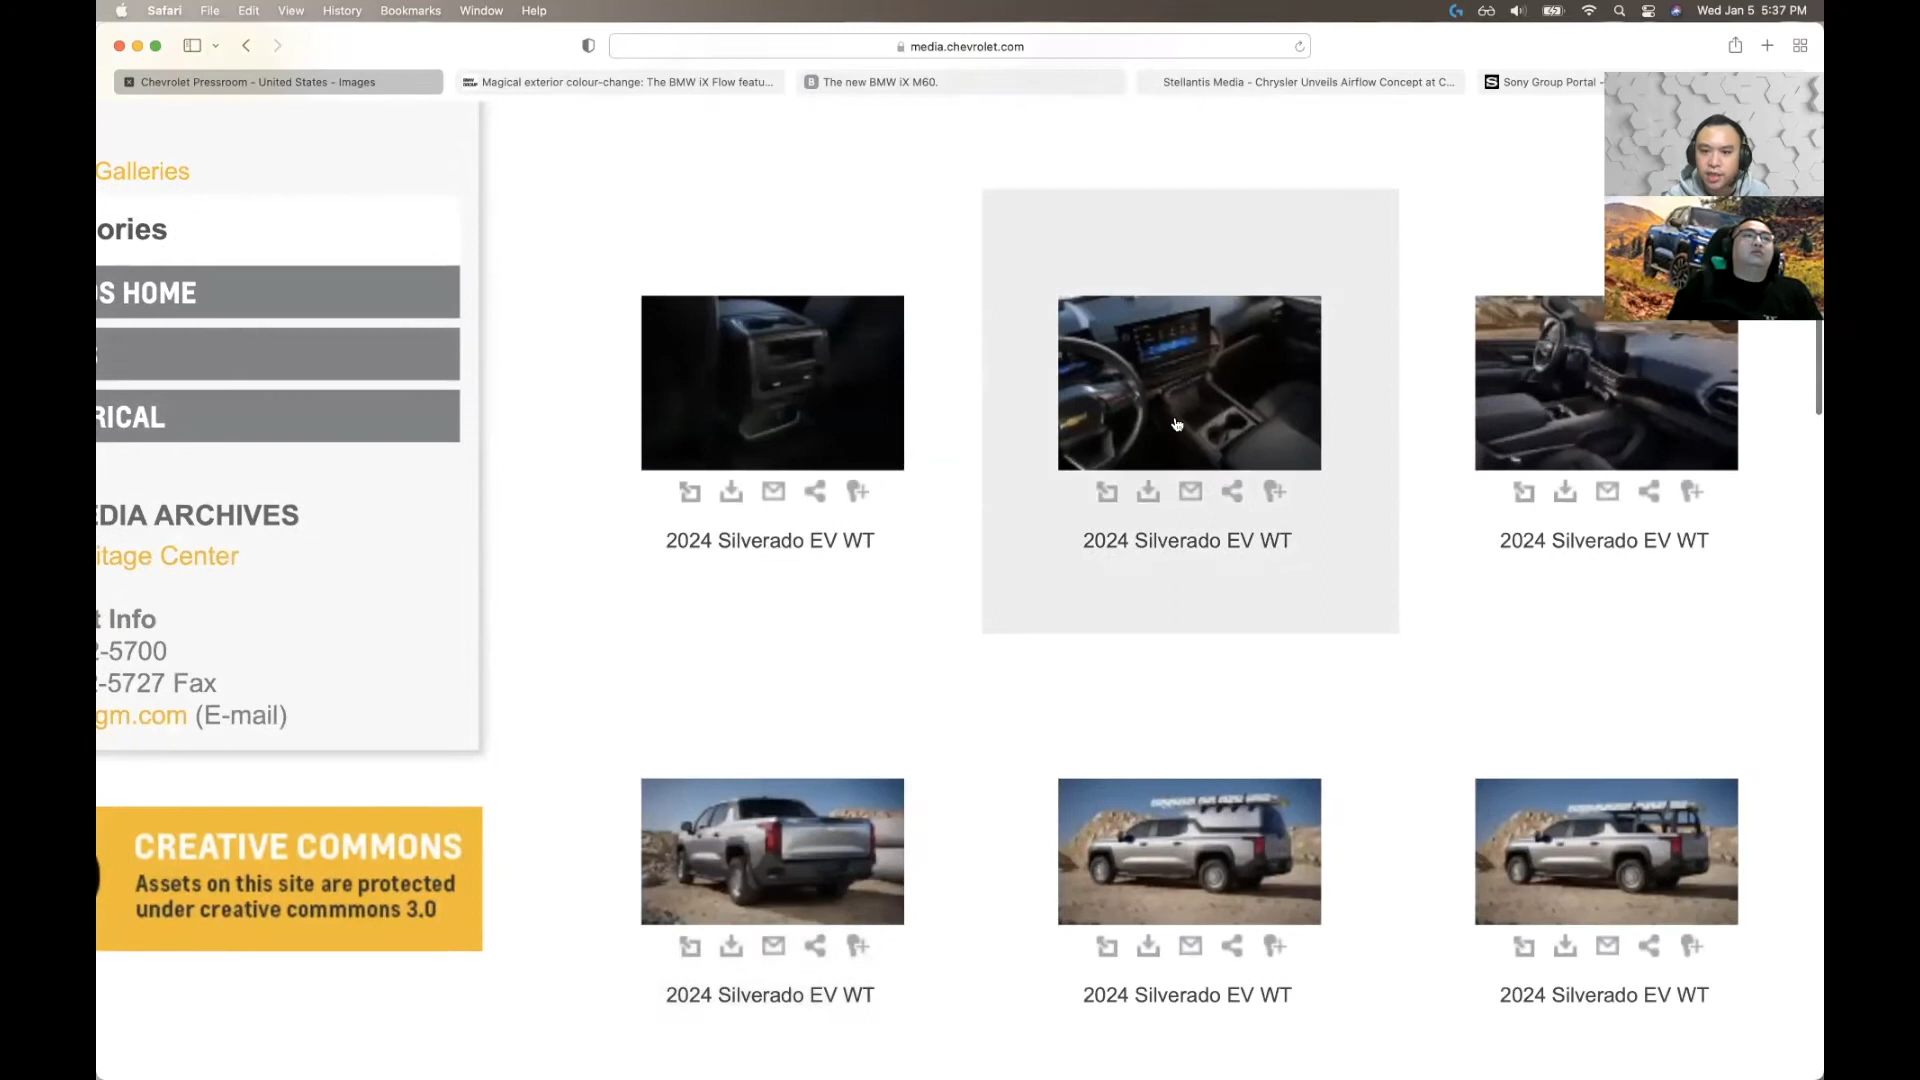 Safari File Edit View History Bookmarks Window Help
Wed Jan 5 5:37 PM
media.chevrolet.com
Chevrolet Pressroom - United States - Images
Magical exterior colour-change: The BMW iX Flow featu...
B The new BMW iX M60.
Stellantis Media - Chrysler Unveils Airflow Concept at C...
S Sony Group Portal -
Galleries
ories
S HOME
RICAL
EDIA ARCHIVES
itage Center
t Info
2-5700
-5727 Fax
gm.com (E-mail)
CREATIVE COMMONS
Assets on this site are protected
under creative commmons 3.0
2024 Silverado EV WT
2024 Silverado EV WT
2024 Silverado EV WT
2024 Silverado EV WT
2024 Silverado EV WT
2024 Silverado EV WT